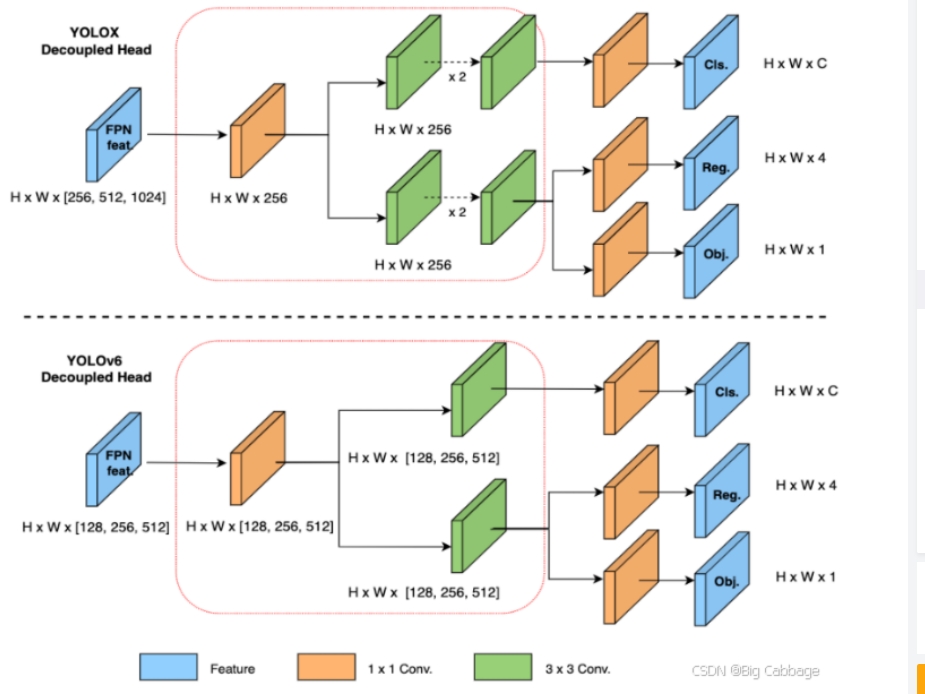 YOLOX
Decoupled Head
FPN
feat.
H x W x [256, 512, 1024]
H x W x 256
x 2
H x W x 256
x 2
H x W x 256
Cls.
H x W x C
Reg.
H x W x 4
Obj.
H x W x 1
YOLOv6
Decoupled Head
FPN
feat.
H x W x [128, 256, 512]
H x W x [128, 256, 512]
H x W x [128, 256, 512]
H x W x [128, 256, 512]
Cls.
H x W x C
Reg.
H x W x 4
Obj.
H x W x 1
Feature
1 x 1 Conv.
3 x 3 Conv.
CSDN @Big Cabbage